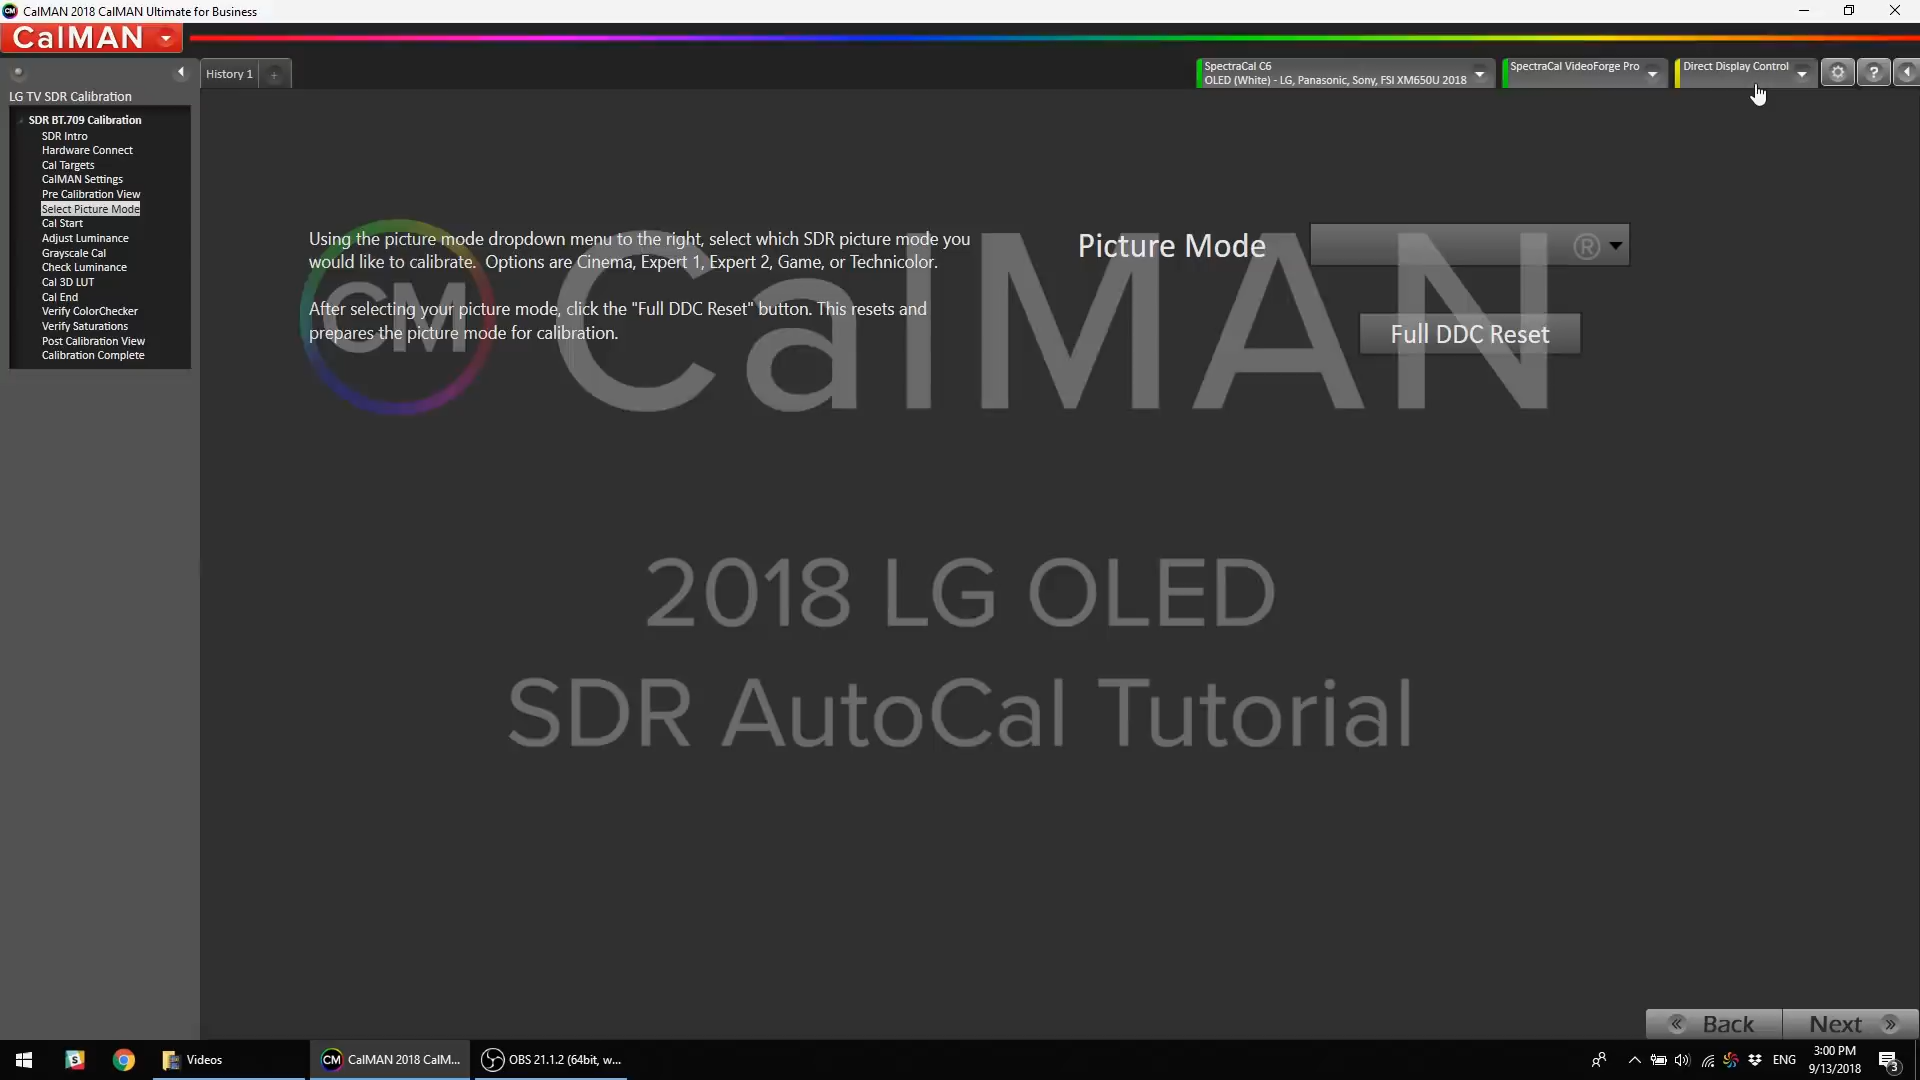 CalMAN 2018 CalMAN Ultimate for Business
CalMAN
History 1
+
SpectraCal C6
OLED (White) - LG, Panasonic, Sony, FSI XM650U 2018
SpectraCal VideoForge Pro
Direct Display Control
?
LG TV SDR Calibration
SDR BT.709 Calibration
SDR Intro
Hardware Connect
Cal Targets
CalMAN Settings
Pre Calibration View
Select Picture Mode
Cal Start
Adjust Luminance
Grayscale Cal
Check Luminance
Cal 3D LUT
Cal End
Verify ColorChecker
Verify Saturations
Post Calibration View
Calibration Complete
Using the picture mode dropdown menu to the right, select which SDR picture mode you
would like to calibrate.  Options are Cinema, Expert 1, Expert 2, Game, or Technicolor.
After selecting your picture mode, click the "Full DDC Reset" button. This resets and
prepares the picture mode for calibration.
Picture Mode
Full DDC Reset
CM
CalMAN®
2018 LG OLED
SDR AutoCal Tutorial
« Back
Next »
Videos
CM
CalMAN 2018 CalM...
OBS 21.1.2 (64bit, w...
ENG
3:00 PM
9/13/2018
3